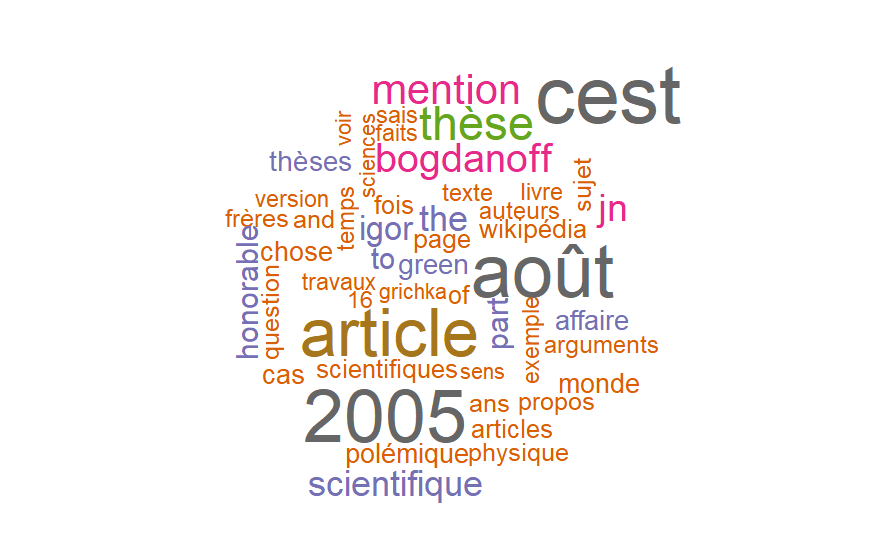 cest
mention
voir
sais
thèse
faits
sciences
thèses
bogdanoff
sujet
version
texte
livre
frères
and
temps
fois
auteurs
jn
igor
the
wikipédia
honorable
chose
page
to
green
août
question
travaux
16
grichka
of
article
part
affaire
exemple
arguments
cas
scientifiques
sens
monde
2005
ans
propos
articles
polémique
physique
scientifique